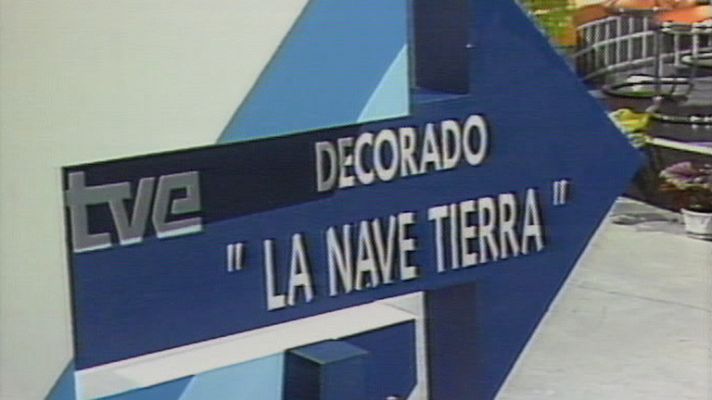 tve
DECORADO
" LA NAVE TIERRA "